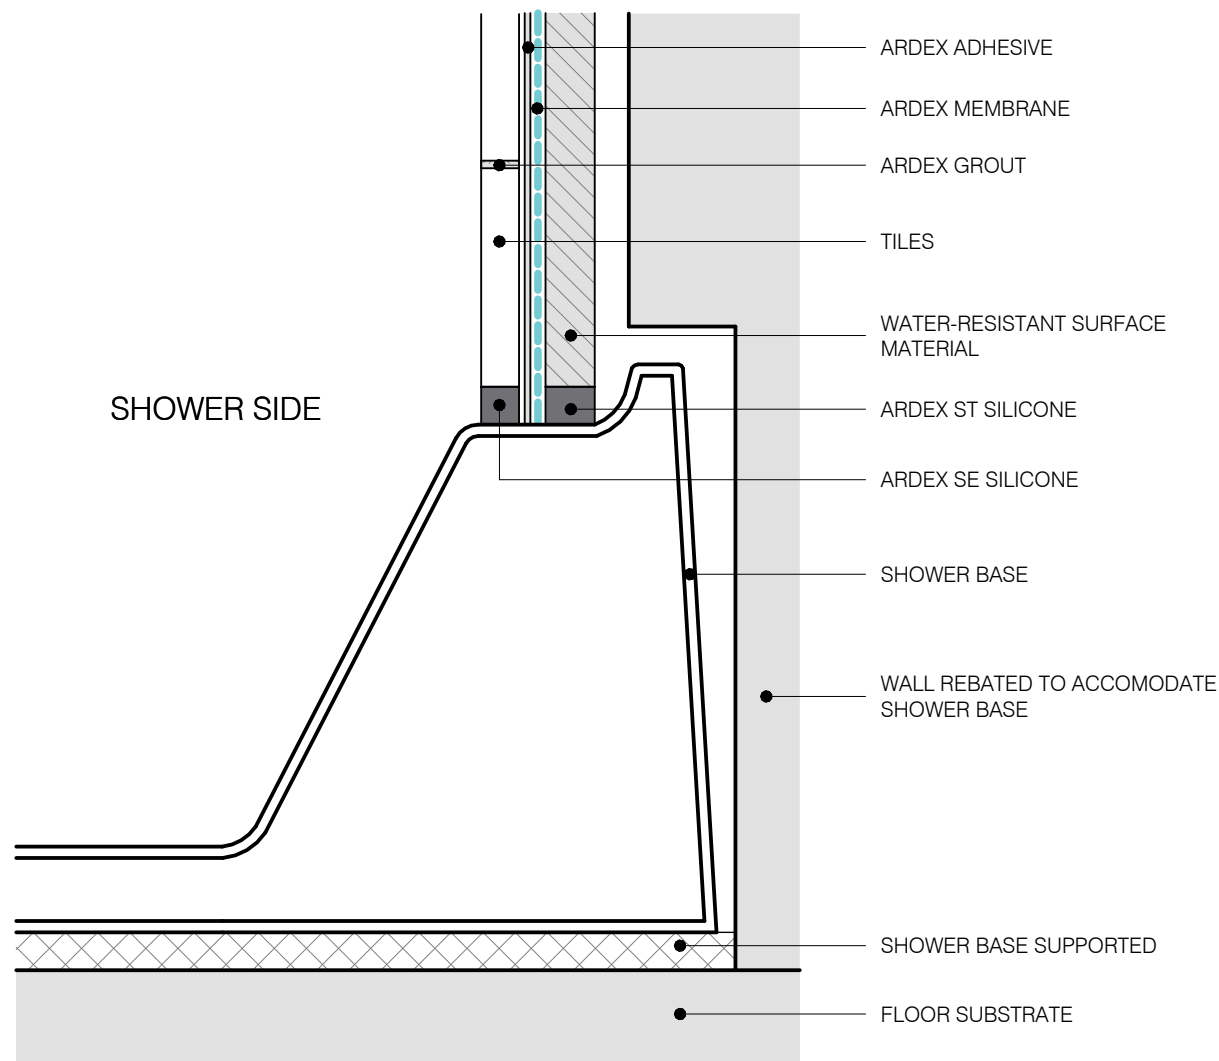 ARDEX ADHESIVE
ARDEX MEMBRANE
ARDEX GROUT
TILES
WATER-RESISTANT SURFACE
MATERIAL
SHOWER SIDE
ARDEX ST SILICONE
ARDEX SE SILICONE
SHOWER BASE
WALL REBATED TO ACCOMODATE
SHOWER BASE
SHOWER BASE SUPPORTED
FLOOR SUBSTRATE